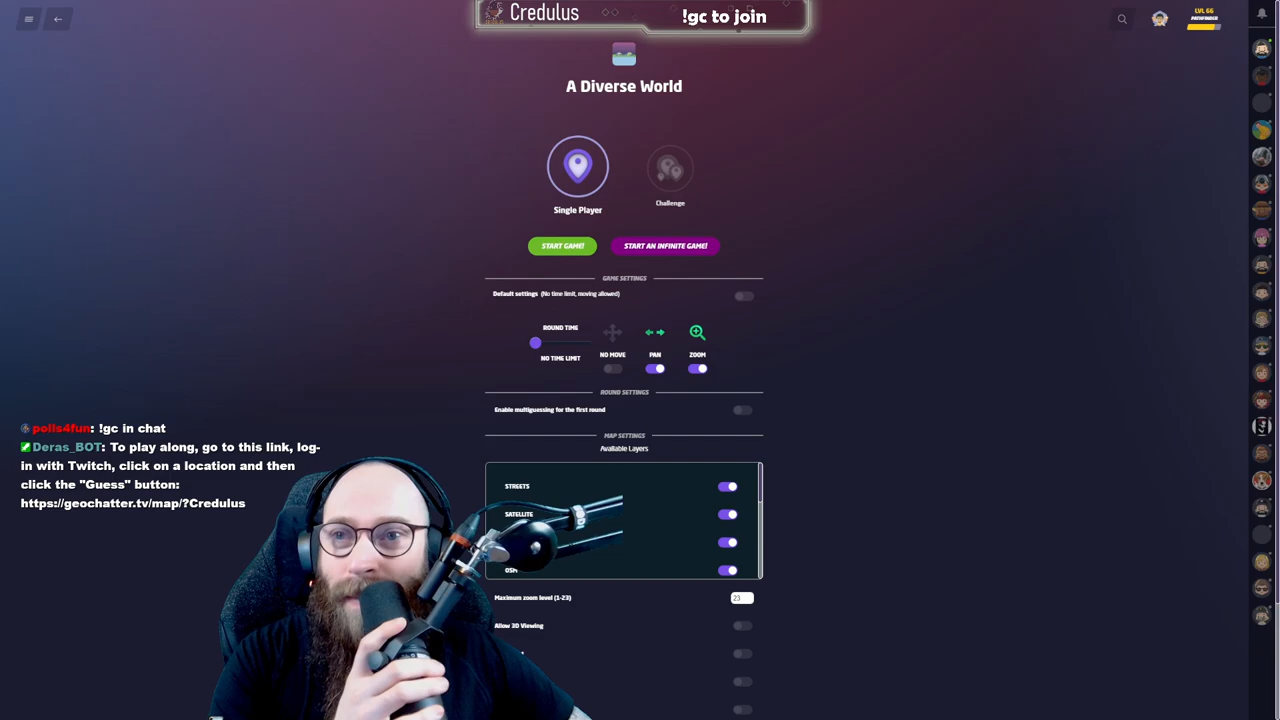 Credulus
!gc to join
LVL 66
PATHFINDER
A Diverse World
Single Player
Challenge
START GAME!
START AN INFINITE GAME!
GAME SETTINGS
Default settings (No time limit, moving allowed)
ROUND TIME
NO TIME LIMIT
NO MOVE
PAN
ZOOM
ROUND SETTINGS
Enable multiguessing for the first round
MAP SETTINGS
Available Layers
STREETS
SATELLITE
OSM
Maximum zoom level (1-23)
23
Allow 3D Viewing
polls4fun: !gc in chat
Deras_BOT: To play along, go to this link, log-
in with Twitch, click on a location and then
click the "Guess" button:
https://geochatter.tv/map/?Credulus